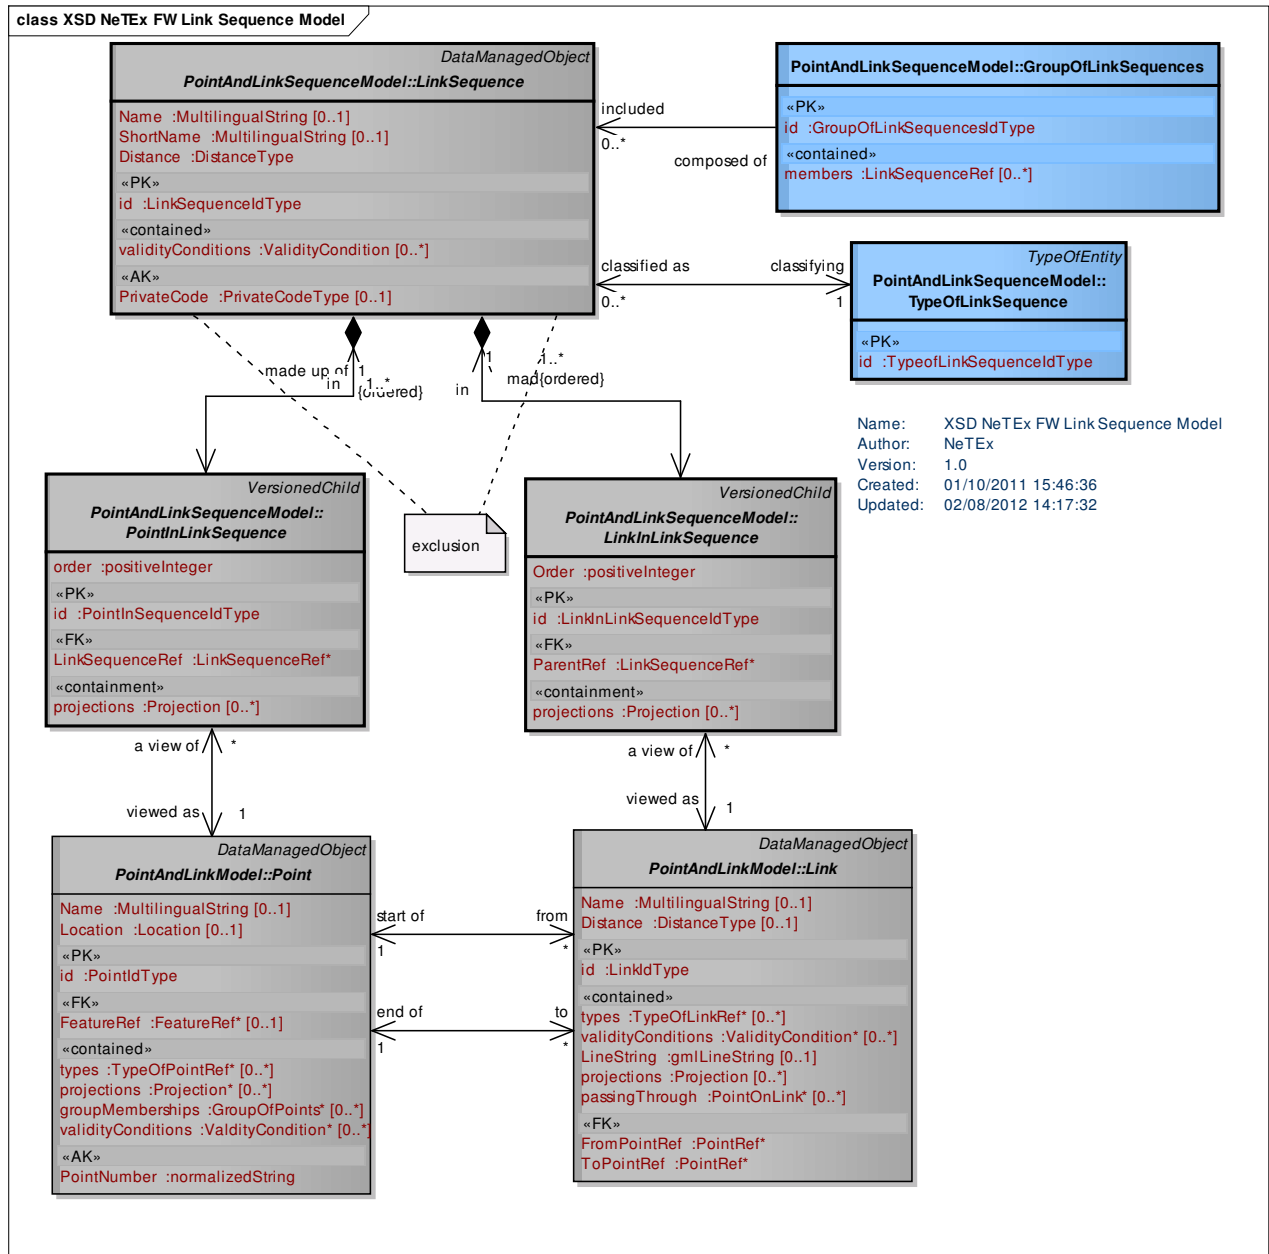 class XSD NeTEx FW Link Sequence Model
DataManagedObject
PointAndLinkSequenceModel::LinkSequence
Name :MultilingualString [0..1]
ShortName :MultilingualString [0..1]
Distance :DistanceType
«PK»
id :LinkSequenceIdType
«contained»
validityConditions :ValidityCondition [0..*]
«AK»
PrivateCode :PrivateCodeType [0..1]
included
0..*
composed of
PointAndLinkSequenceModel::GroupOfLinkSequences
«PK»
id :GroupOfLinkSequencesIdType
«contained»
members :LinkSequenceRef [0..*]
classified as
0..*
classifying
1
TypeOfEntity
PointAndLinkSequenceModel::
TypeOfLinkSequence
«PK»
id :TypeofLinkSequenceIdType
made up of 1
in 1..*
{ordered}
1
1..*
mad{ordered}
in
Name: XSD NeTEx FW Link Sequence Model
Author: NeTEx
Version: 1.0
Created: 01/10/2011 15:46:36
Updated: 02/08/2012 14:17:32
VersionedChild
PointAndLinkSequenceModel::
PointInLinkSequence
order :positiveInteger
«PK»
id :PointInSequenceIdType
«FK»
LinkSequenceRef :LinkSequenceRef*
«containment»
projections :Projection [0..*]
exclusion
VersionedChild
PointAndLinkSequenceModel::
LinkInLinkSequence
Order :positiveInteger
«PK»
id :LinkInLinkSequenceIdType
«FK»
ParentRef :LinkSequenceRef*
«containment»
projections :Projection [0..*]
a view of *
viewed as 1
a view of *
viewed as 1
DataManagedObject
PointAndLinkModel::Point
Name :MultilingualString [0..1]
Location :Location [0..1]
«PK»
id :PointIdType
«FK»
FeatureRef :FeatureRef* [0..1]
«contained»
types :TypeOfPointRef* [0..*]
projections :Projection* [0..*]
groupMemberships :GroupOfPoints* [0..*]
validityConditions :ValdityCondition* [0..*]
«AK»
PointNumber :normalizedString
start of
1
from
*
end of
1
to
*
DataManagedObject
PointAndLinkModel::Link
Name :MultilingualString [0..1]
Distance :DistanceType [0..1]
«PK»
id :LinkIdType
«contained»
types :TypeOfLinkRef* [0..*]
validityConditions :ValidityCondition* [0..*]
LineString :gmlLineString [0..1]
projections :Projection [0..*]
passingThrough :PointOnLink* [0..*]
«FK»
FromPointRef :PointRef*
ToPointRef :PointRef*